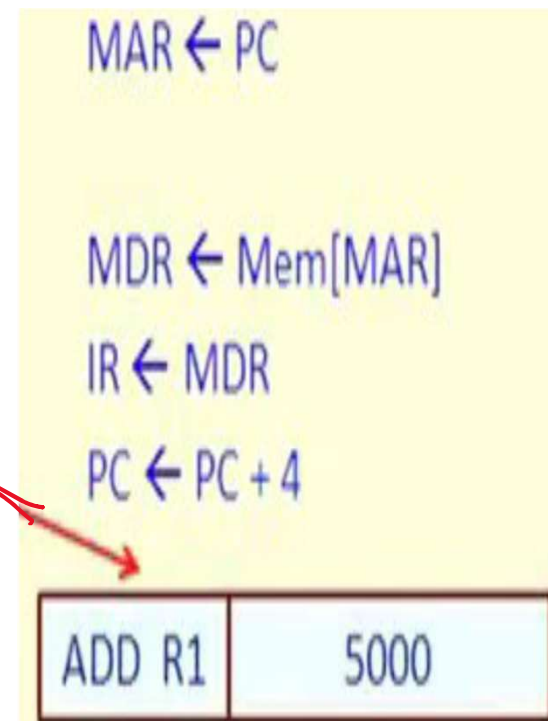 MAR ← PC
MDR ← Mem[MAR]
IR ← MDR
PC ← PC + 4
ADD R1 5000